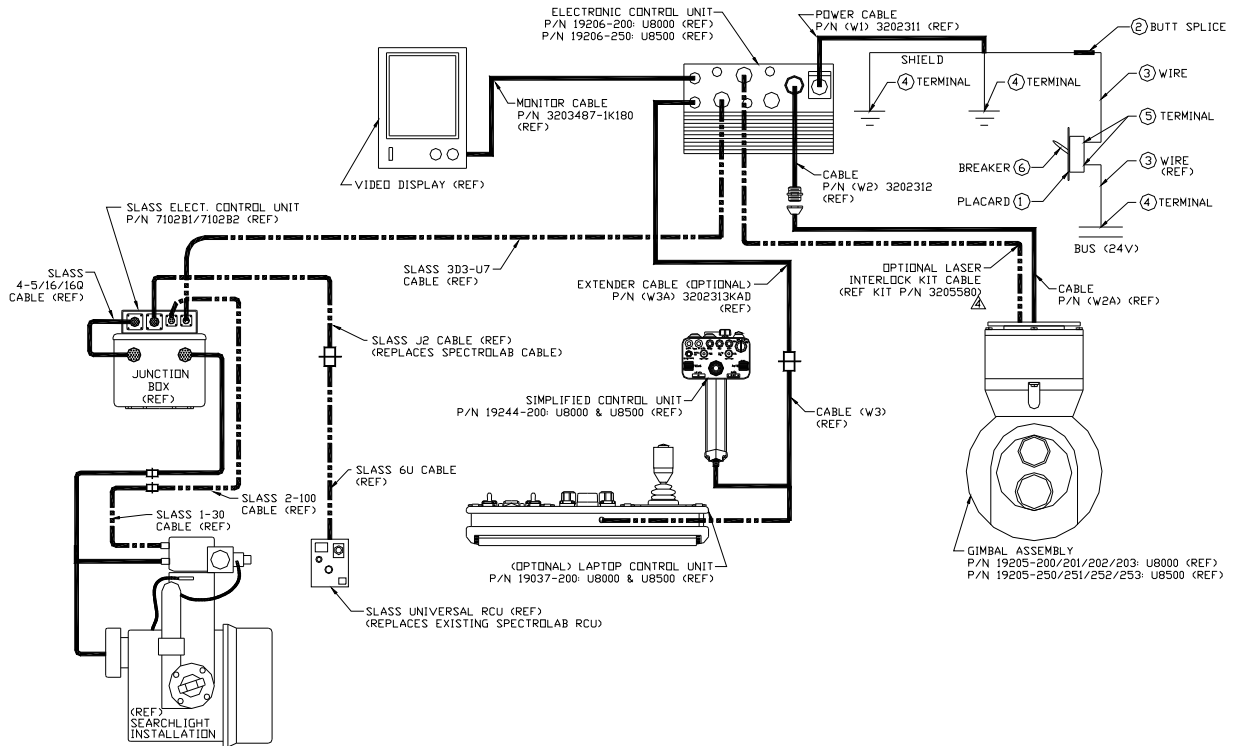 ELECTRONIC CONTROL UNIT
P/N 19206-200: U8000 (REF)
P/N 19206-250: U8500 (REF)
POWER CABLE
P/N (W1) 3202311 (REF)
2 BUTT SPLICE
SHIELD
4 TERMINAL
4 TERMINAL
3 WIRE
5 TERMINAL
BREAKER 6
3 WIRE
(REF)
PLACARD 1
4 TERMINAL
BUS (24V)
MONITOR CABLE
P/N 3203487-1K180
(REF)
VIDEO DISPLAY (REF)
CABLE
P/N (W2) 3202312
(REF)
SLASS ELECT. CONTROL UNIT
P/N 7102B1/7102B2 (REF)
SLASS
4-5/16/16Q
CABLE (REF)
SLASS 3D3-U7
CABLE (REF)
EXTENDER CABLE (OPTIONAL)
P/N (W3A) 3202313KAD
(REF)
OPTIONAL LASER
INTERLOCK KIT CABLE
(REF KIT P/N 3205580)
4
CABLE
P/N (W2A) (REF)
SLASS J2 CABLE (REF)
(REPLACES SPECTROLAB CABLE)
JUNCTION
BOX
(REF)
SIMPLIFIED CONTROL UNIT
P/N 19244-200: U8000 & U8500 (REF)
CABLE (W3)
(REF)
SLASS 6U CABLE
(REF)
SLASS 2-100
CABLE (REF)
SLASS 1-30
CABLE (REF)
(OPTIONAL) LAPTOP CONTROL UNIT
P/N 19037-200: U8000 & U8500 (REF)
GIMBAL ASSEMBLY
P/N 19205-200/201/202/203: U8000 (REF)
P/N 19205-250/251/252/253: U8500 (REF)
SLASS UNIVERSAL RCU (REF)
(REPLACES EXISTING SPECTROLAB RCU)
(REF)
SEARCHLIGHT
INSTALLATION